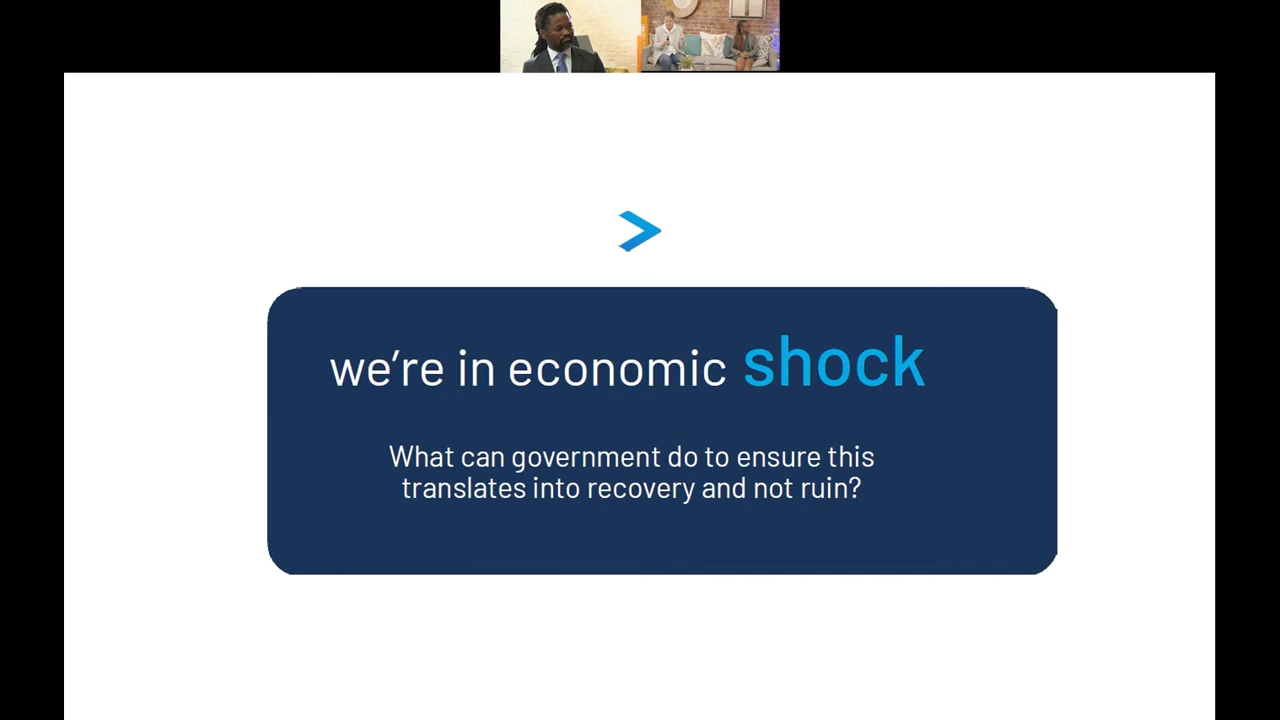 we’re in economic shock
What can government do to ensure this
translates into recovery and not ruin?